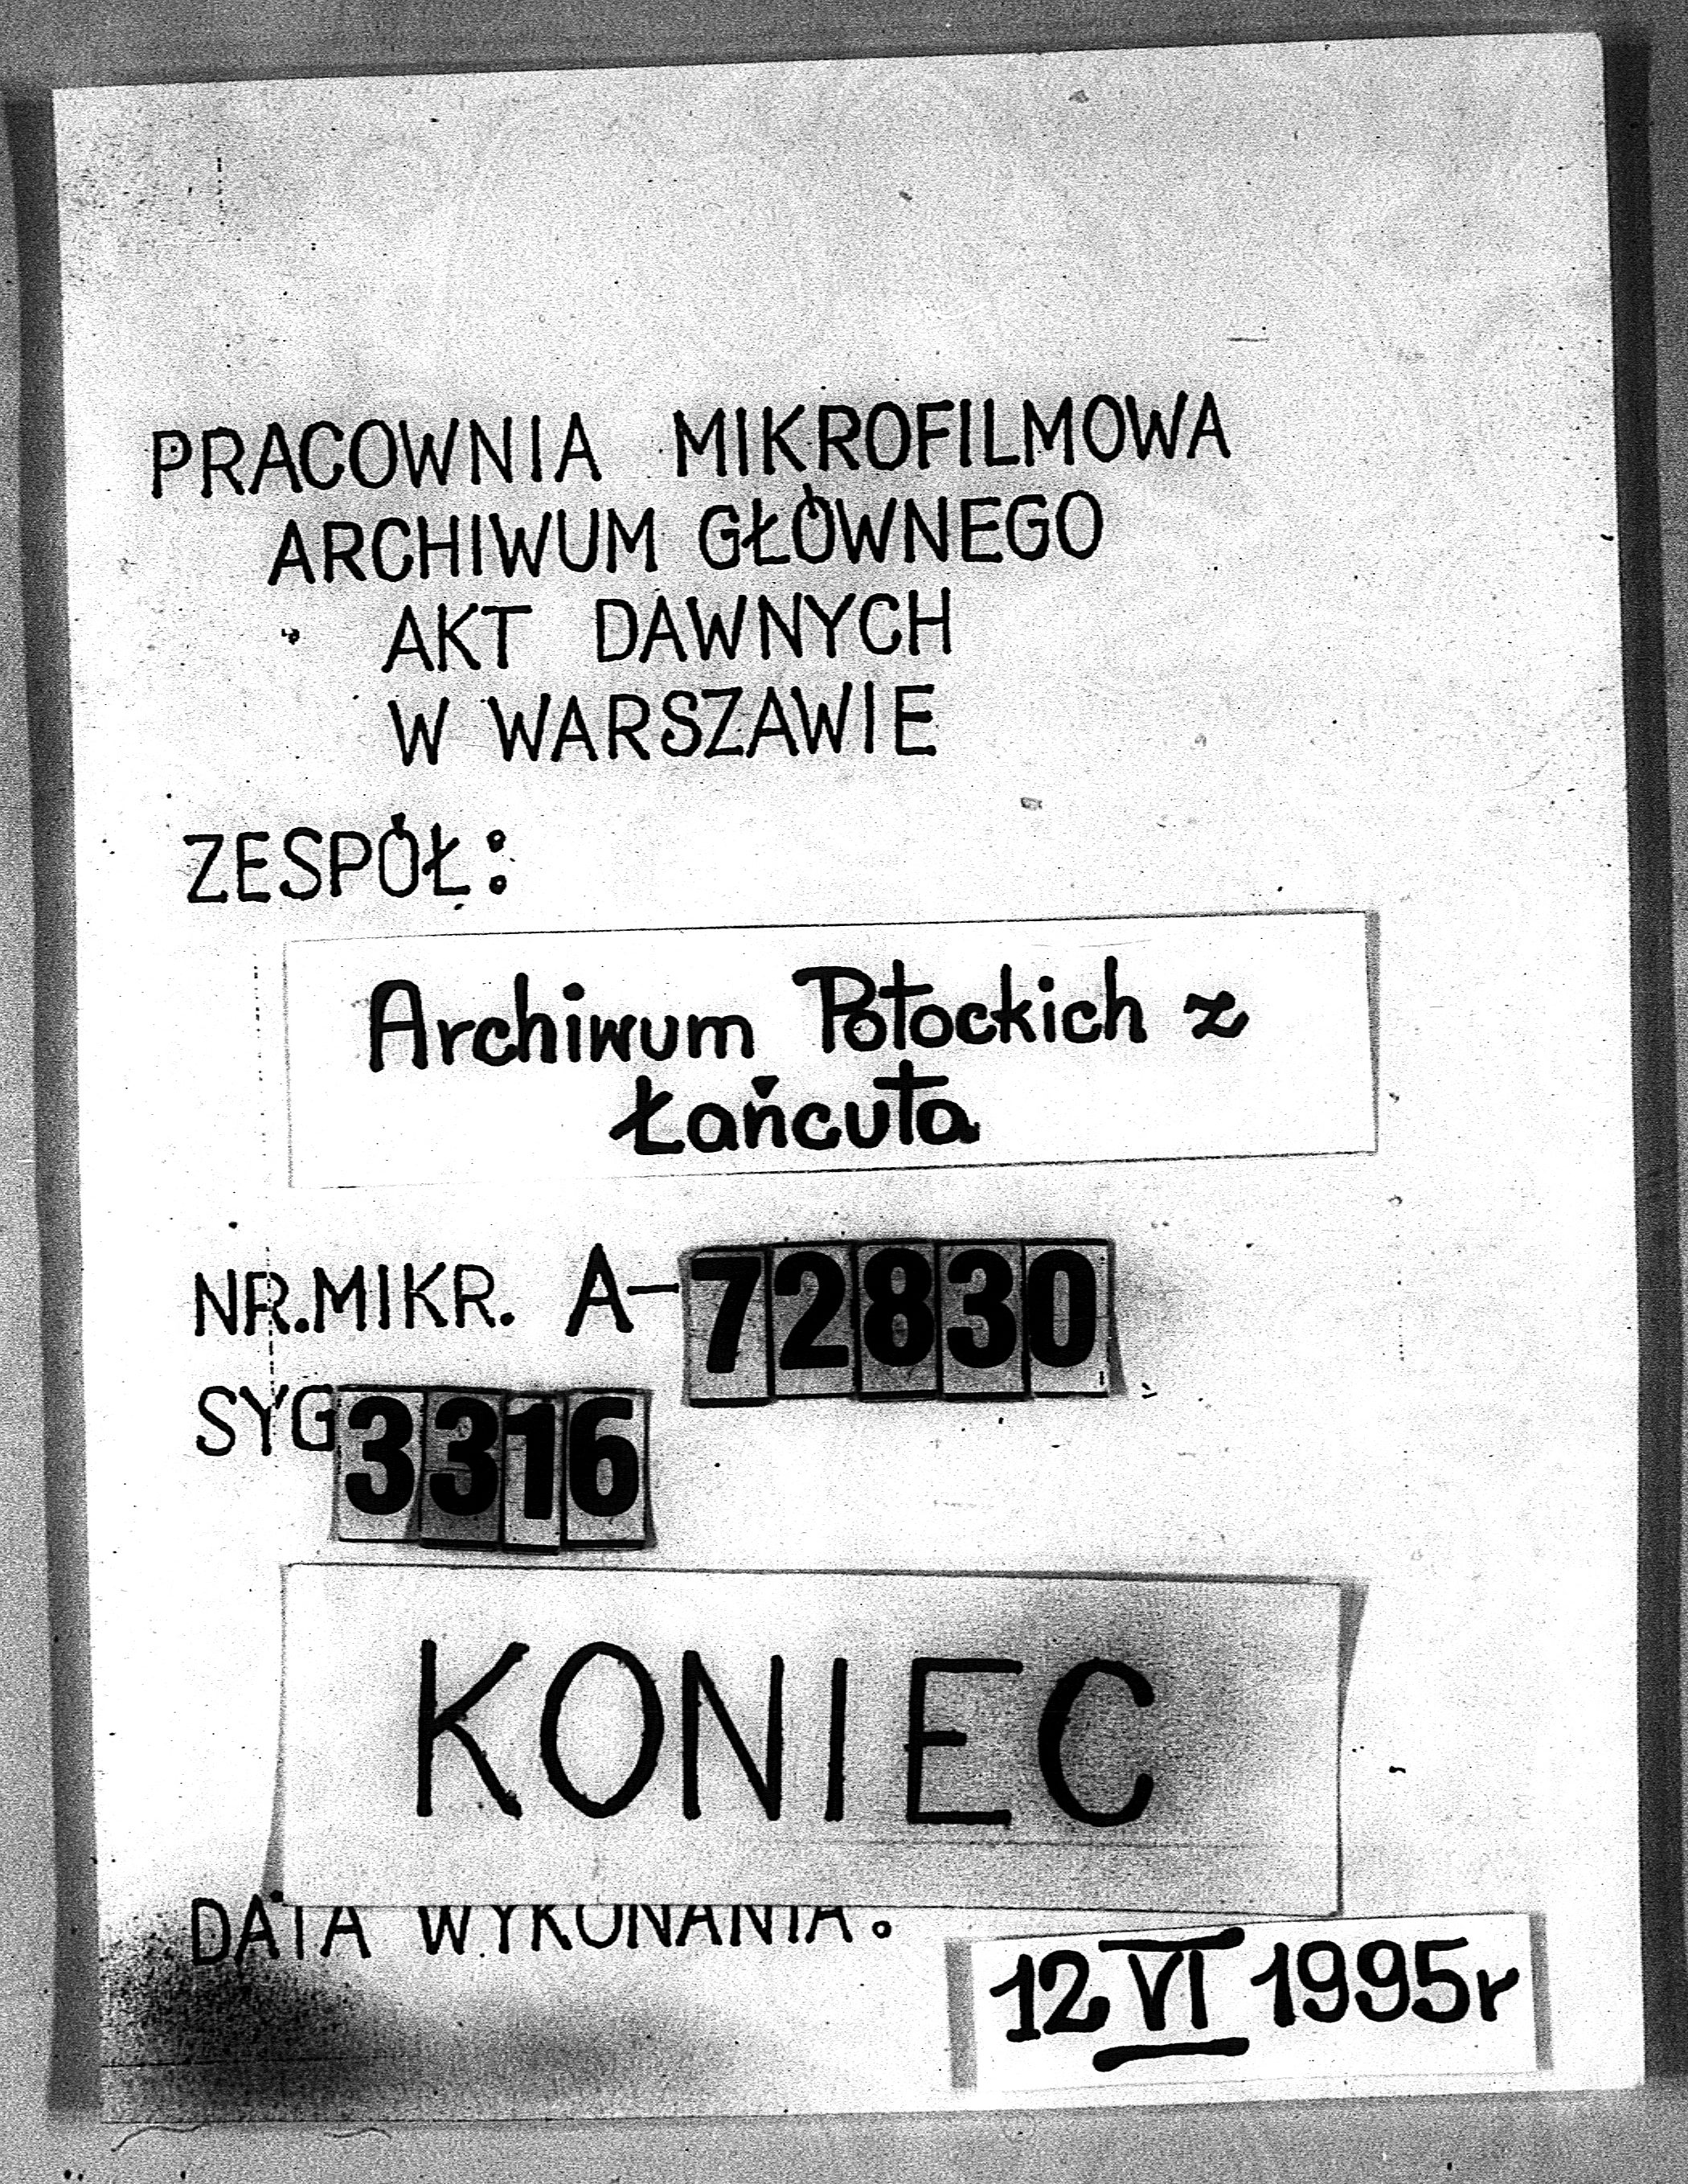 PRACOWNIA MIKROFILMOWA
ARCHIWUM GŁÓWNEGO
AKT DAWNYCH
W WARSZAWIE
ZESPÓŁ:
Archiwum Potockich z
Łańcuta
NR.MIKR. A-72830
SYG 3316
KONIEC
DATA WYKONANIA:
12 VI 1995r